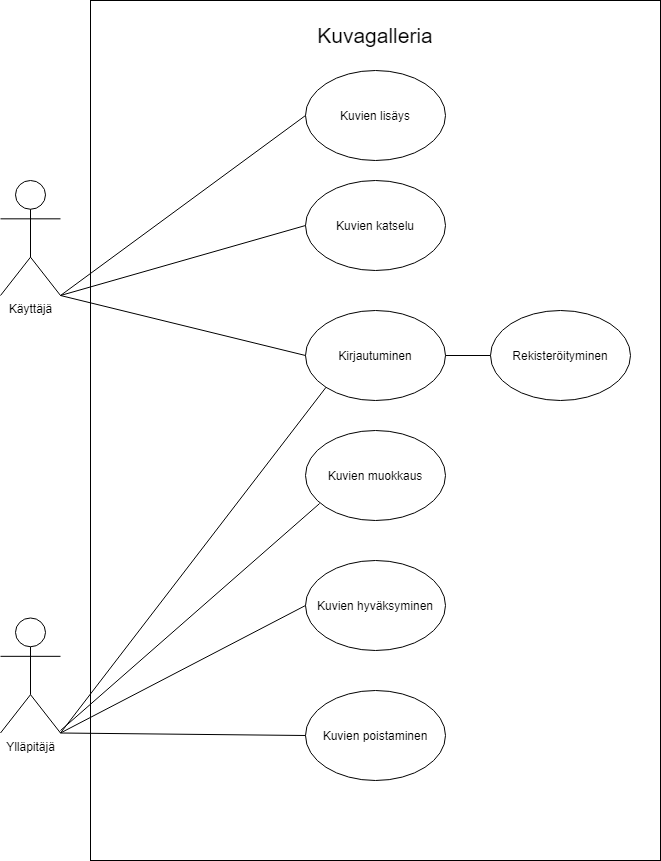 Kuvagalleria
Kuvien lisäys
Kuvien katselu
Käyttäjä
Kirjautuminen
Rekisteröityminen
Kuvien muokkaus
Kuvien hyväksyminen
Kuvien poistaminen
Ylläpitäjä